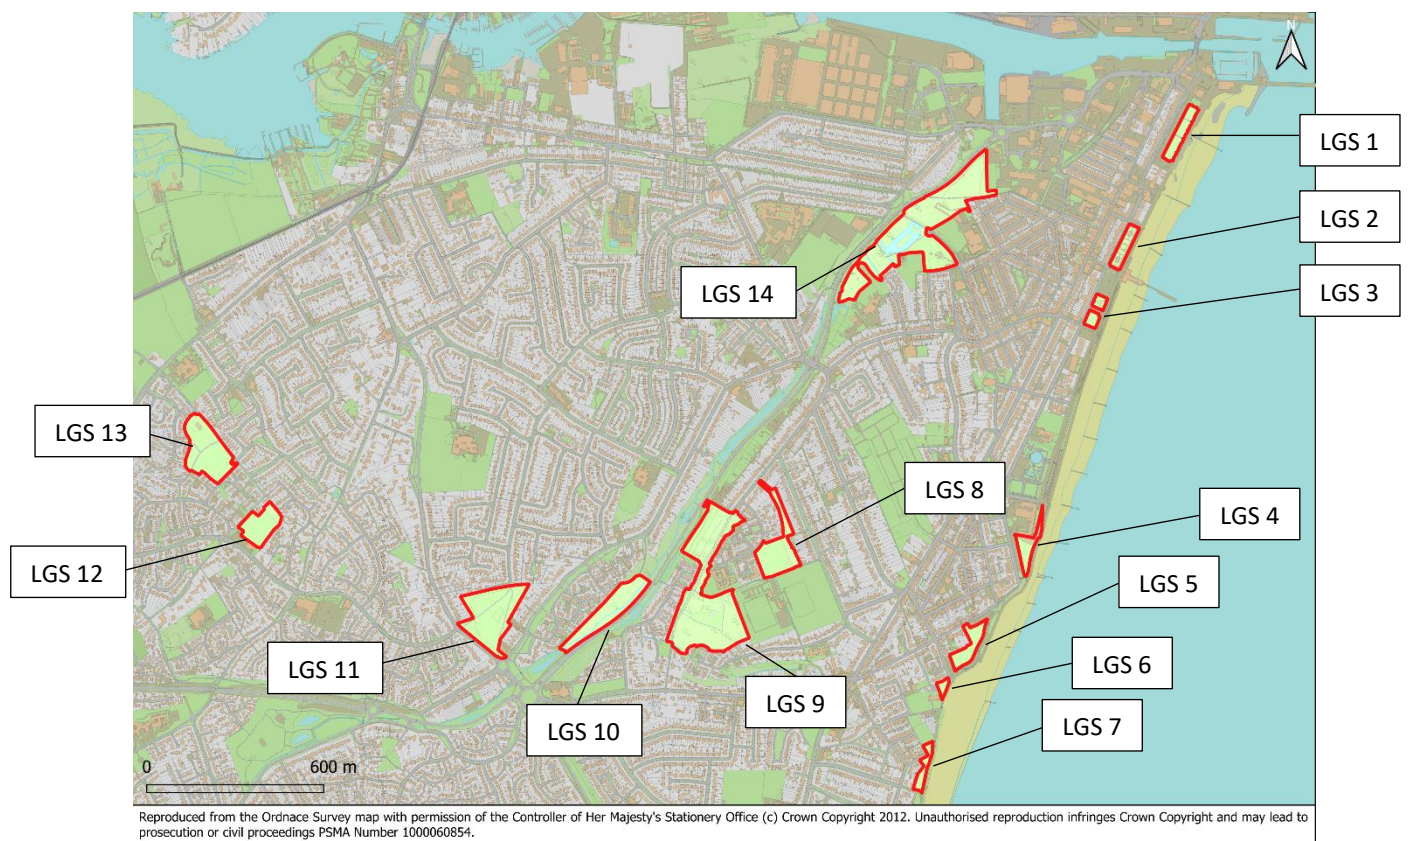 N
LGS 1
LGS 2
LGS 3
LGS 14
LGS 13
LGS 8
LGS 4
LGS 12
LGS 5
LGS 6
LGS 11
LGS 9
LGS 10
LGS 7
0 600 m
Reproduced from the Ordnace Survey map with permission of the Controller of Her Majesty's Stationery Office (c) Crown Copyright 2012. Unauthorised reproduction infringes Crown Copyright and may lead to
prosecution or civil proceedings PSMA Number 1000060854.